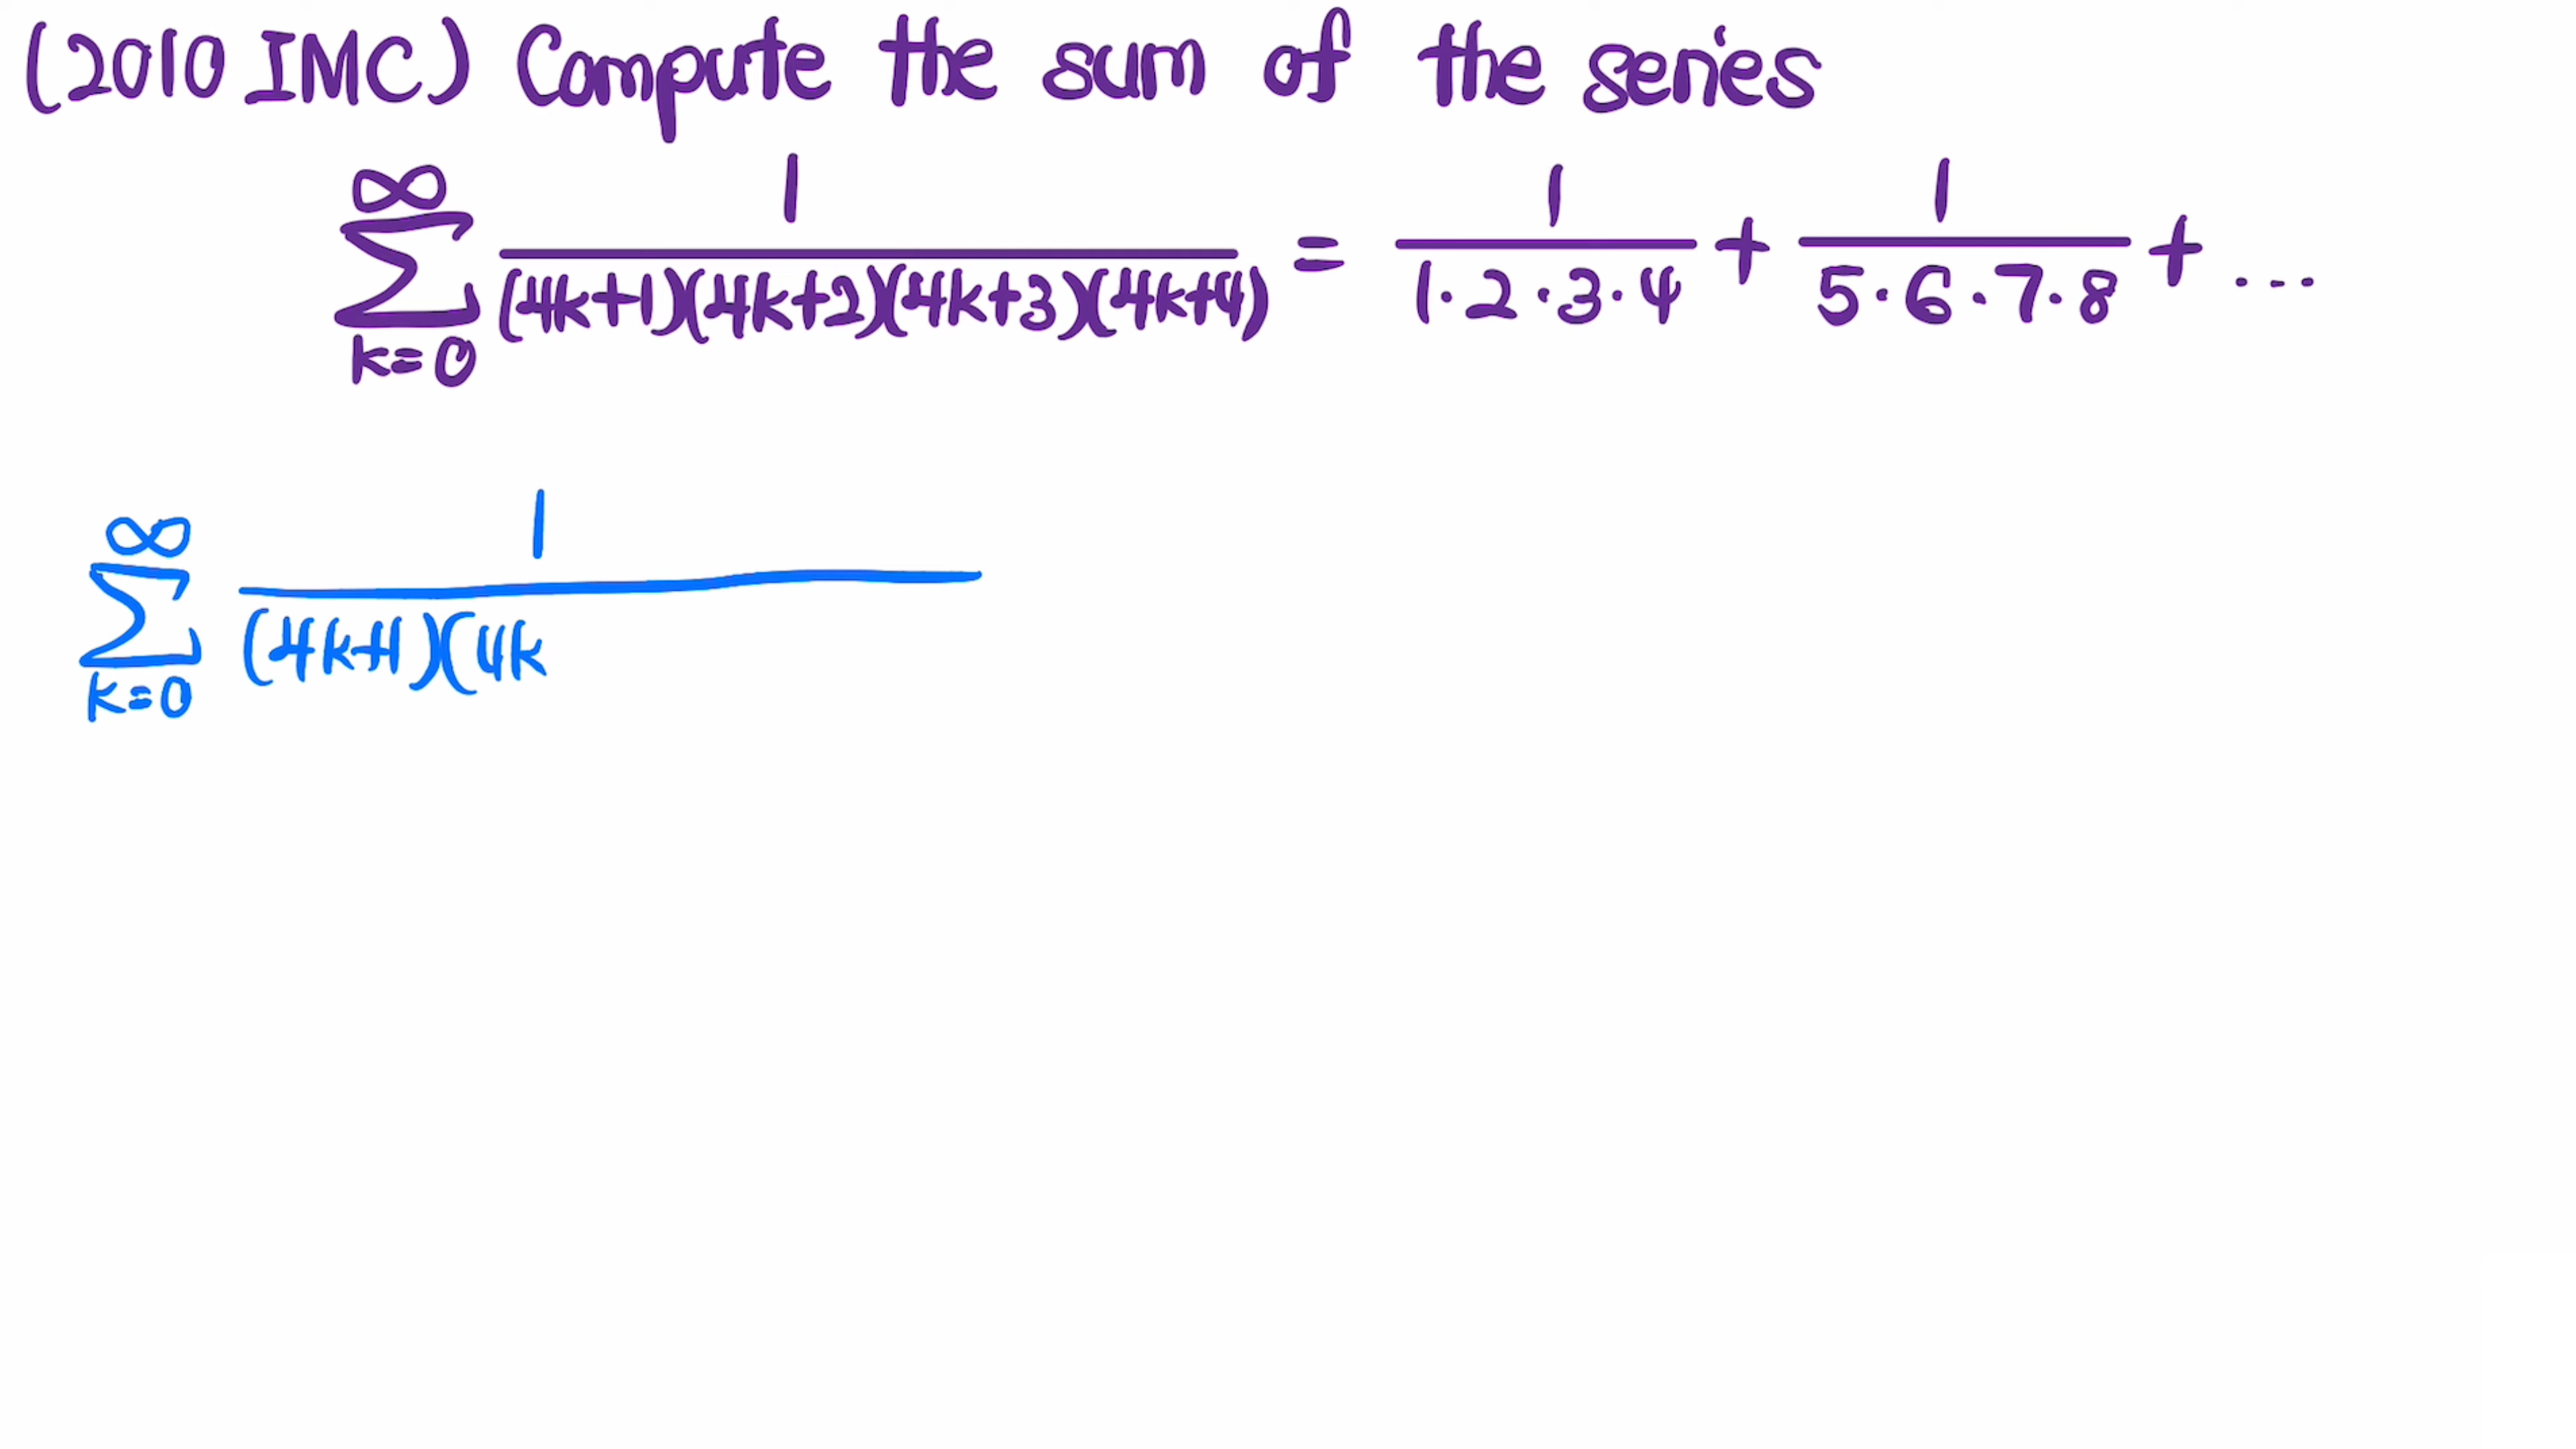 (2010 IMC) Compute the sum of the series
∞ Σ k=0 1/((4k+1)(4k+2)(4k+3)(4k+4)) = 1/(1·2·3·4) + 1/(5·6·7·8) + ...
∞ Σ k=0 1/((4k+1)(4k